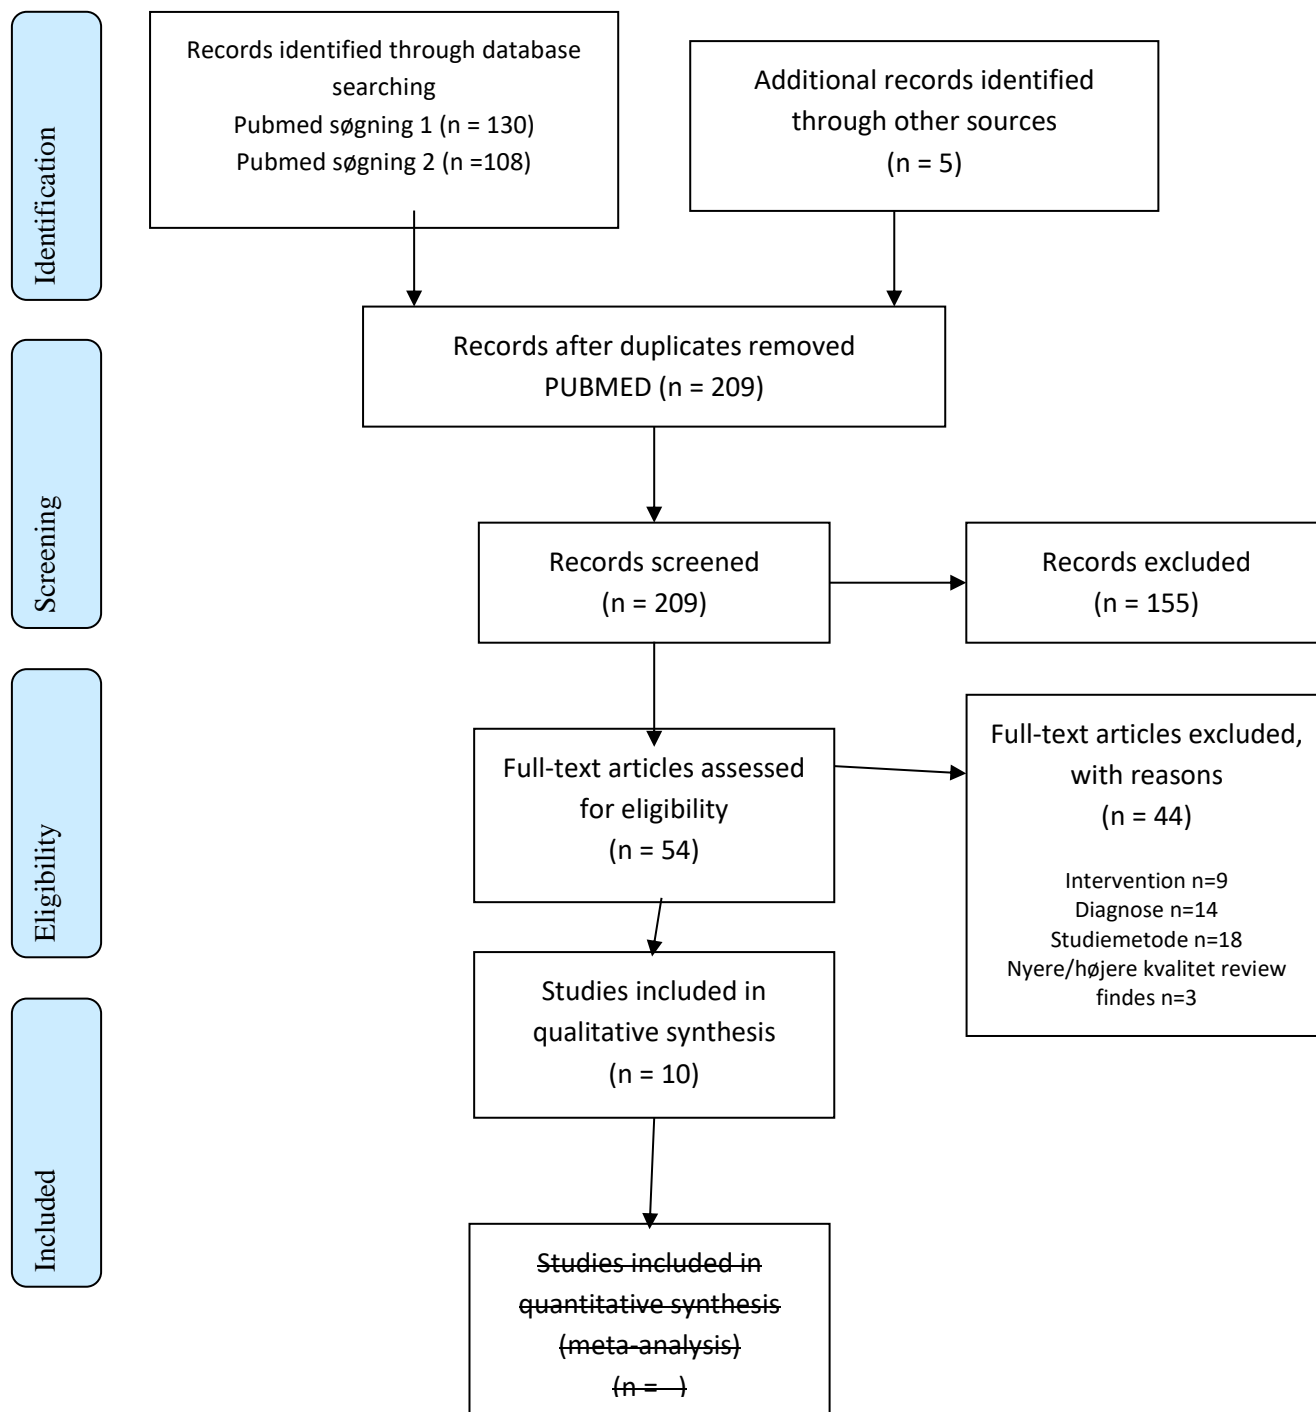 Identification
Records identified through database
searching
Pubmed søgning 1 (n = 130)
Pubmed søgning 2 (n =108)
Additional records identified
through other sources
(n = 5)
Records after duplicates removed
PUBMED (n = 209)
Screening
Records screened
(n = 209)
Records excluded
(n = 155)
Eligibility
Full-text articles assessed
for eligibility
(n = 54)
Full-text articles excluded,
with reasons
(n = 44)
Intervention n=9
Diagnose n=14
Studiemetode n=18
Nyere/højere kvalitet review
findes n=3
Studies included in
qualitative synthesis
(n = 10)
Included
Studies included in
quantitative synthesis
(meta-analysis)
(n = )